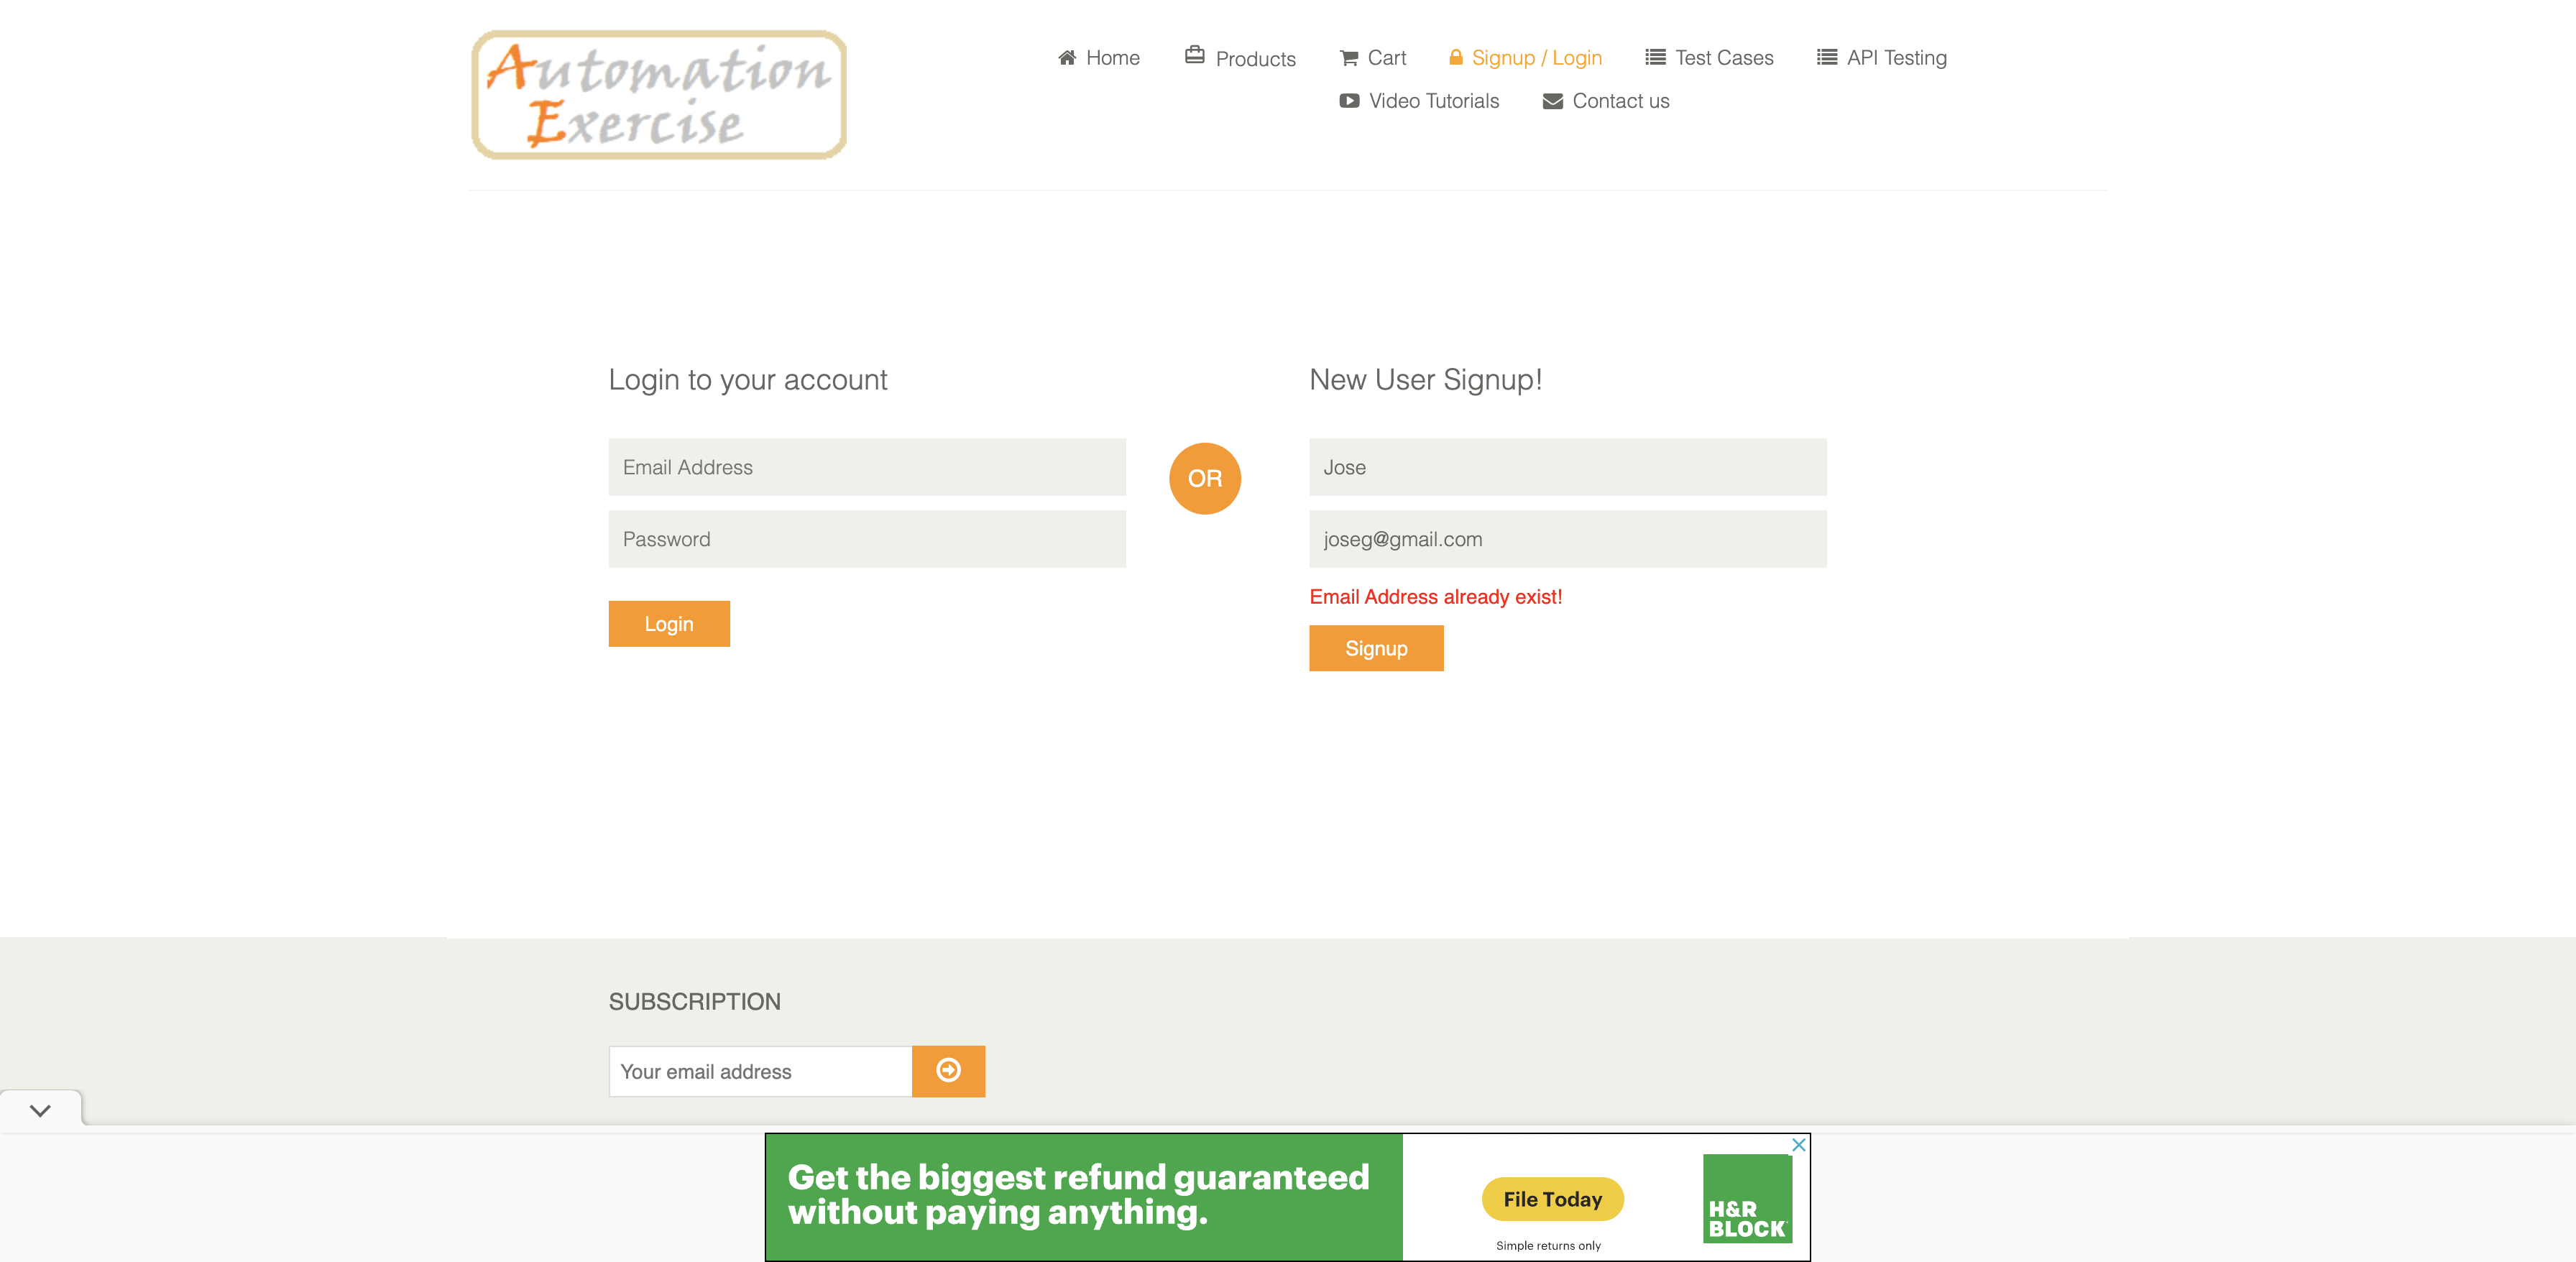 Automation
Exercise
Home
Products
Cart
Signup / Login
Test Cases
API Testing
Video Tutorials
Contact us
Login to your account
Email Address
Password
Login
OR
New User Signup!
Jose
joseg@gmail.com
Email Address already exist!
Signup
SUBSCRIPTION
Your email address
Get the biggest refund guaranteed
without paying anything.
File Today
Simple returns only
H&R
BLOCK